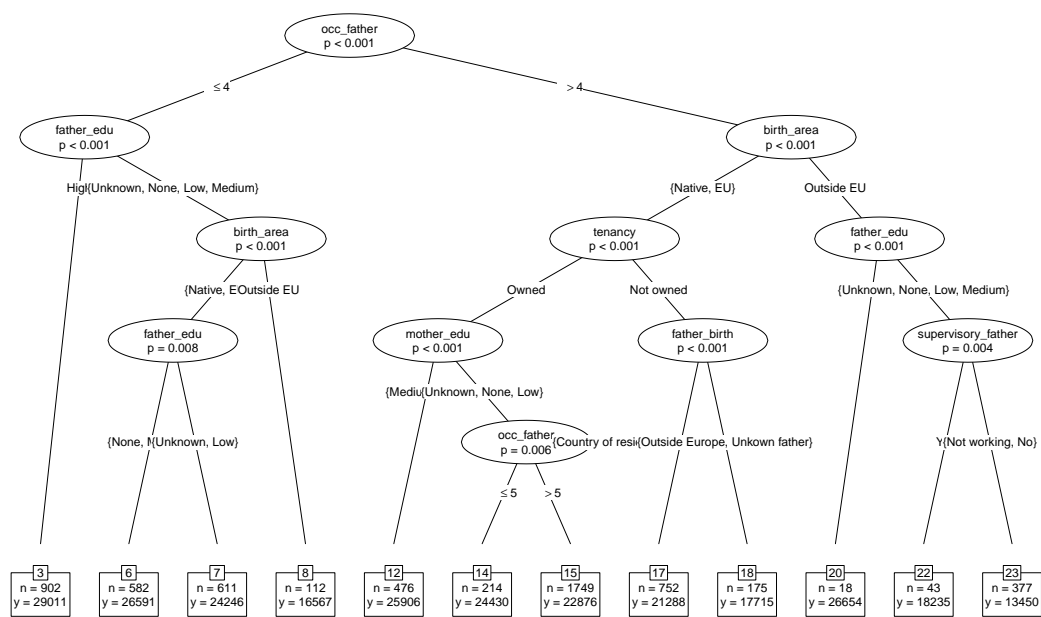 occ_father
p < 0.001
≤ 4
> 4
father_edu
p < 0.001
birth_area
p < 0.001
{Unknown, None, Low, Medium}
{Native, EU}
Outside EU
birth_area
p < 0.001
tenancy
p < 0.001
father_edu
p < 0.001
{Native, E
Outside EU
Owned
Not owned
{Unknown, None, Low, Medium}
father_edu
p = 0.008
mother_edu
p < 0.001
father_birth
p < 0.001
supervisory_father
p = 0.004
{Unknown, None, Low}
{None,
{Unknown, Low}
occ_father
p = 0.006
{Country of
{Outside Europe, Unkown father}
{Not working, No}
≤ 5
> 5
3
n = 902
y = 29011
6
n = 582
y = 26591
7
n = 611
y = 24246
8
n = 112
y = 16567
12
n = 476
y = 25906
14
n = 214
y = 24430
15
n = 1749
y = 22876
17
n = 752
y = 21288
18
n = 175
y = 17715
20
n = 18
y = 26654
22
n = 43
y = 18235
23
n = 377
y = 13450